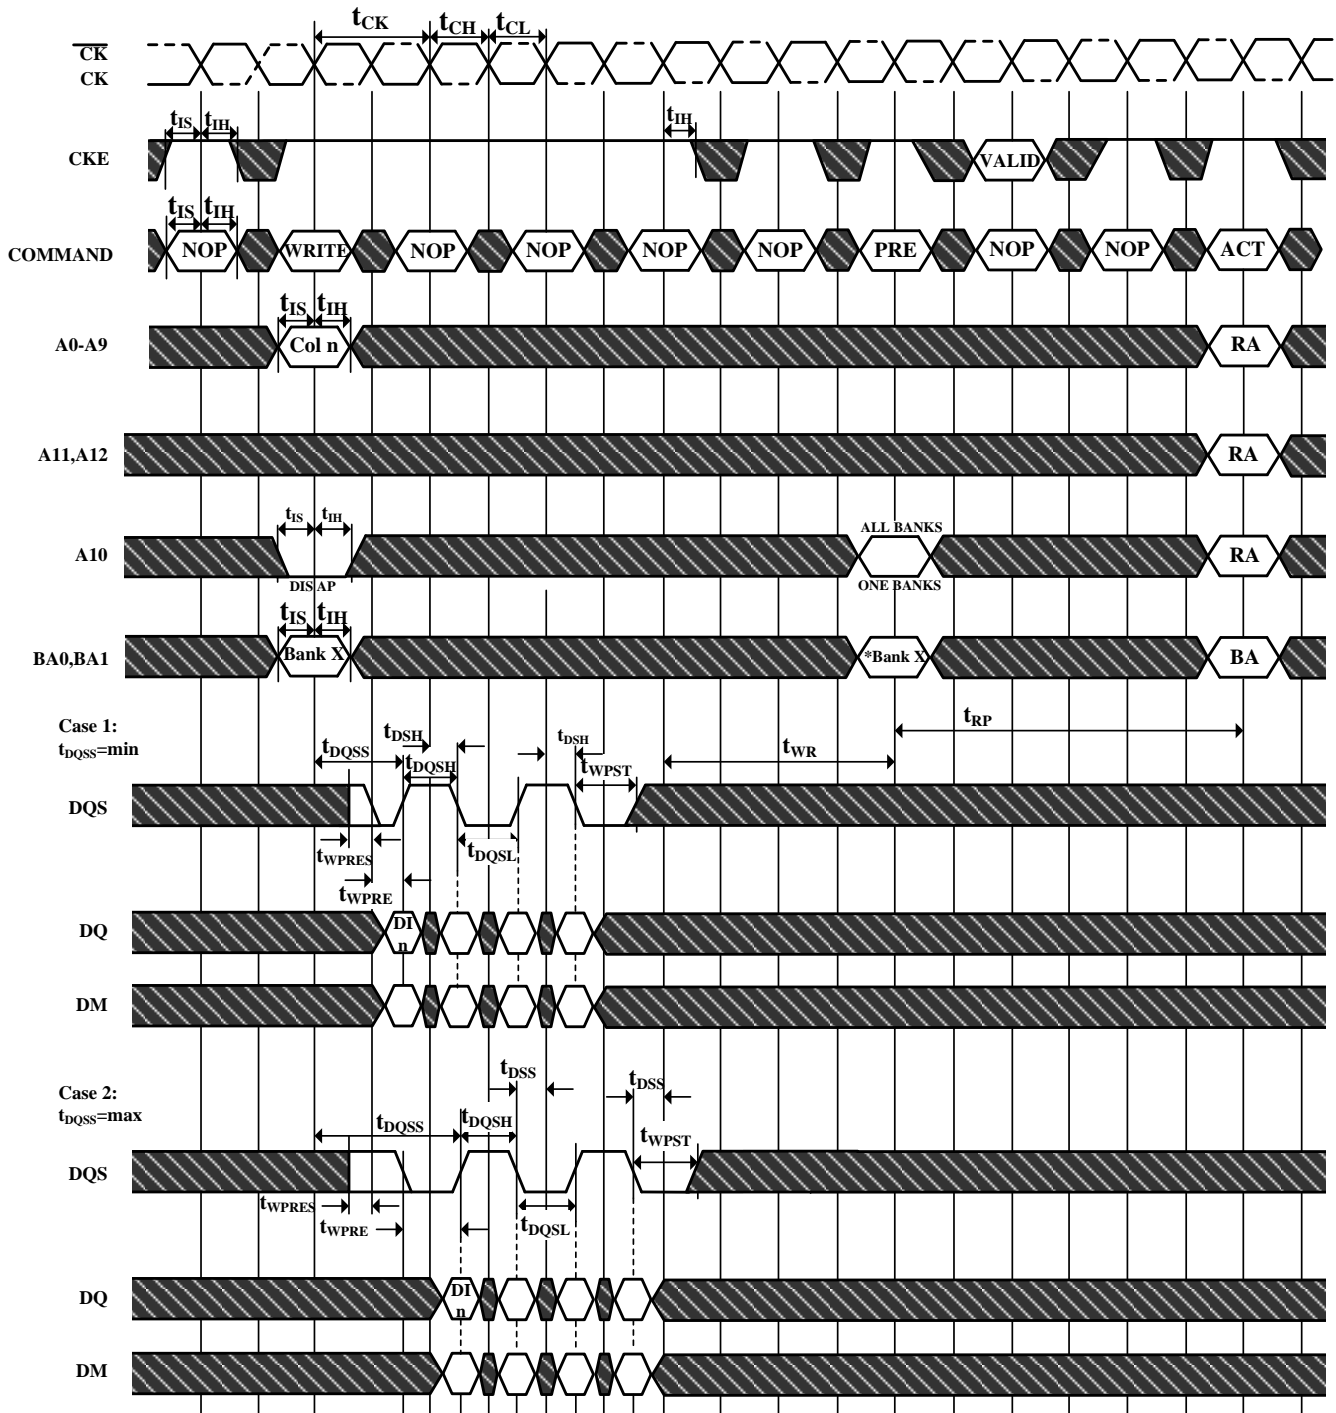 tCK tCH tCL
CK
CK
tIS tIH tIH
CKE VALID
tIS tIH
COMMAND NOP WRITE NOP NOP NOP NOP PRE NOP NOP ACT
tIS tIH
A0-A9 Col n RA
A11,A12 RA
tIS tIH ALL BANKS
A10 RA
DIS AP ONE BANKS
tIS tIH
BA0,BA1 Bank X *Bank X BA
Case 1:
tDQSS=min
tDQSS tDSH tDSH tWR tRP
tDQSH tWPST
DQS
tWPRES tDQSL
tWPRE
DQ DI
n
DM
Case 2:
tDQSS=max
tDSS tDSS
tDQSS tDQSH tWPST
DQS
tWPRES tWPRE tDQSL
DQ DI
n
DM